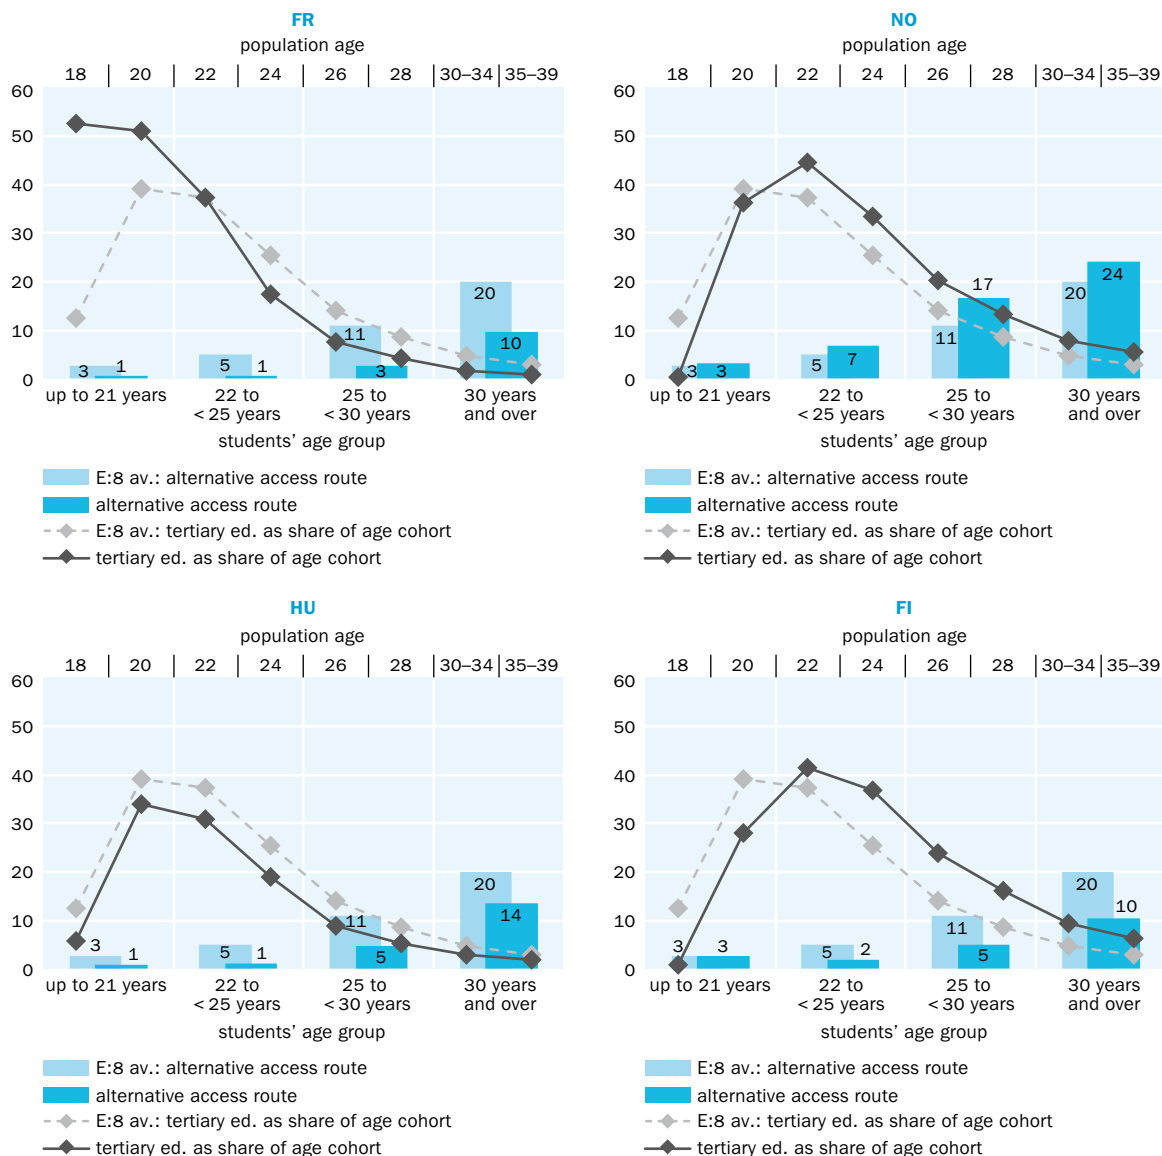 FR
population age
18 20 22 24 26 28 30–34 35–39
60
50
40
30
20
10
0
3 1 5 1 11 3 20 10
up to 21 years 22 to < 25 years 25 to < 30 years 30 years and over
students’ age group
E:8 av.: alternative access route
alternative access route
E:8 av.: tertiary ed. as share of age cohort
tertiary ed. as share of age cohort
NO
population age
18 20 22 24 26 28 30–34 35–39
60
50
40
30
20
10
0
3 3 5 7 11 17 20 24
up to 21 years 22 to < 25 years 25 to < 30 years 30 years and over
students’ age group
E:8 av.: alternative access route
alternative access route
E:8 av.: tertiary ed. as share of age cohort
tertiary ed. as share of age cohort
HU
population age
18 20 22 24 26 28 30–34 35–39
60
50
40
30
20
10
0
3 1 5 1 11 5 20 14
up to 21 years 22 to < 25 years 25 to < 30 years 30 years and over
students’ age group
E:8 av.: alternative access route
alternative access route
E:8 av.: tertiary ed. as share of age cohort
tertiary ed. as share of age cohort
FI
population age
18 20 22 24 26 28 30–34 35–39
60
50
40
30
20
10
0
3 3 5 2 11 5 20 10
up to 21 years 22 to < 25 years 25 to < 30 years 30 years and over
students’ age group
E:8 av.: alternative access route
alternative access route
E:8 av.: tertiary ed. as share of age cohort
tertiary ed. as share of age cohort